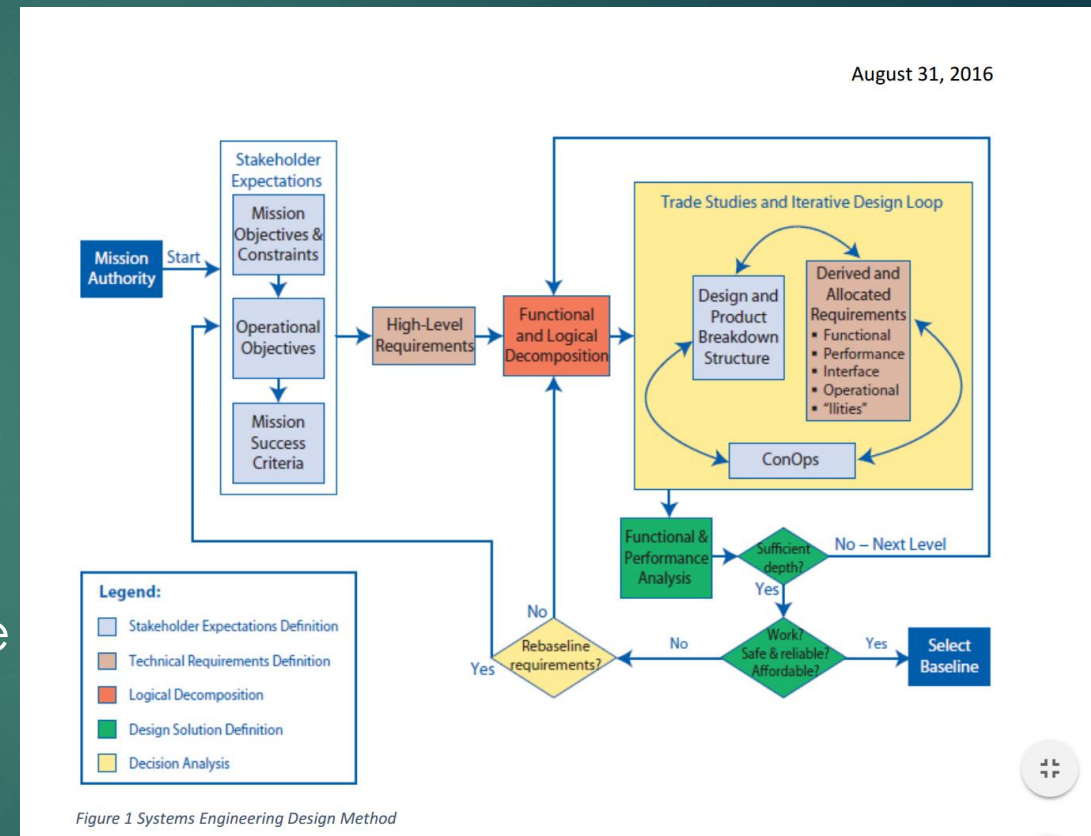 August 31, 2016
Stakeholder
Expectations
Mission
Objectives &
Constraints
Mission
Authority
Start
Operational
Objectives
Mission
Success
Criteria
High-Level
Requirements
Functional
and Logical
Decomposition
Trade Studies and Iterative Design Loop
Design and
Product
Breakdown
Structure
Derived and
Allocated
Requirements
▪ Functional
▪ Performance
▪ Interface
▪ Operational
▪ "Ilities"
ConOps
Functional &
Performance
Analysis
Sufficient
depth?
No – Next Level
Yes
Work?
Safe & reliable?
Affordable?
Yes
Select
Baseline
No
Rebaseline
requirements?
No
Yes
Legend:
Stakeholder Expectations Definition
Technical Requirements Definition
Logical Decomposition
Design Solution Definition
Decision Analysis
Figure 1 Systems Engineering Design Method